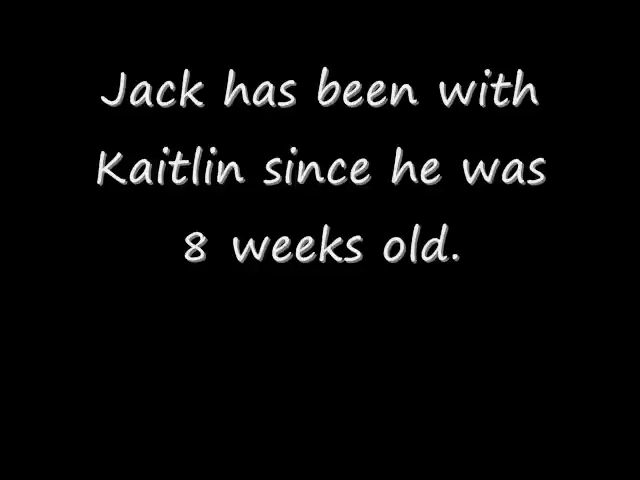 Jack has been with
Kaitlin since he was
8 weeks old.